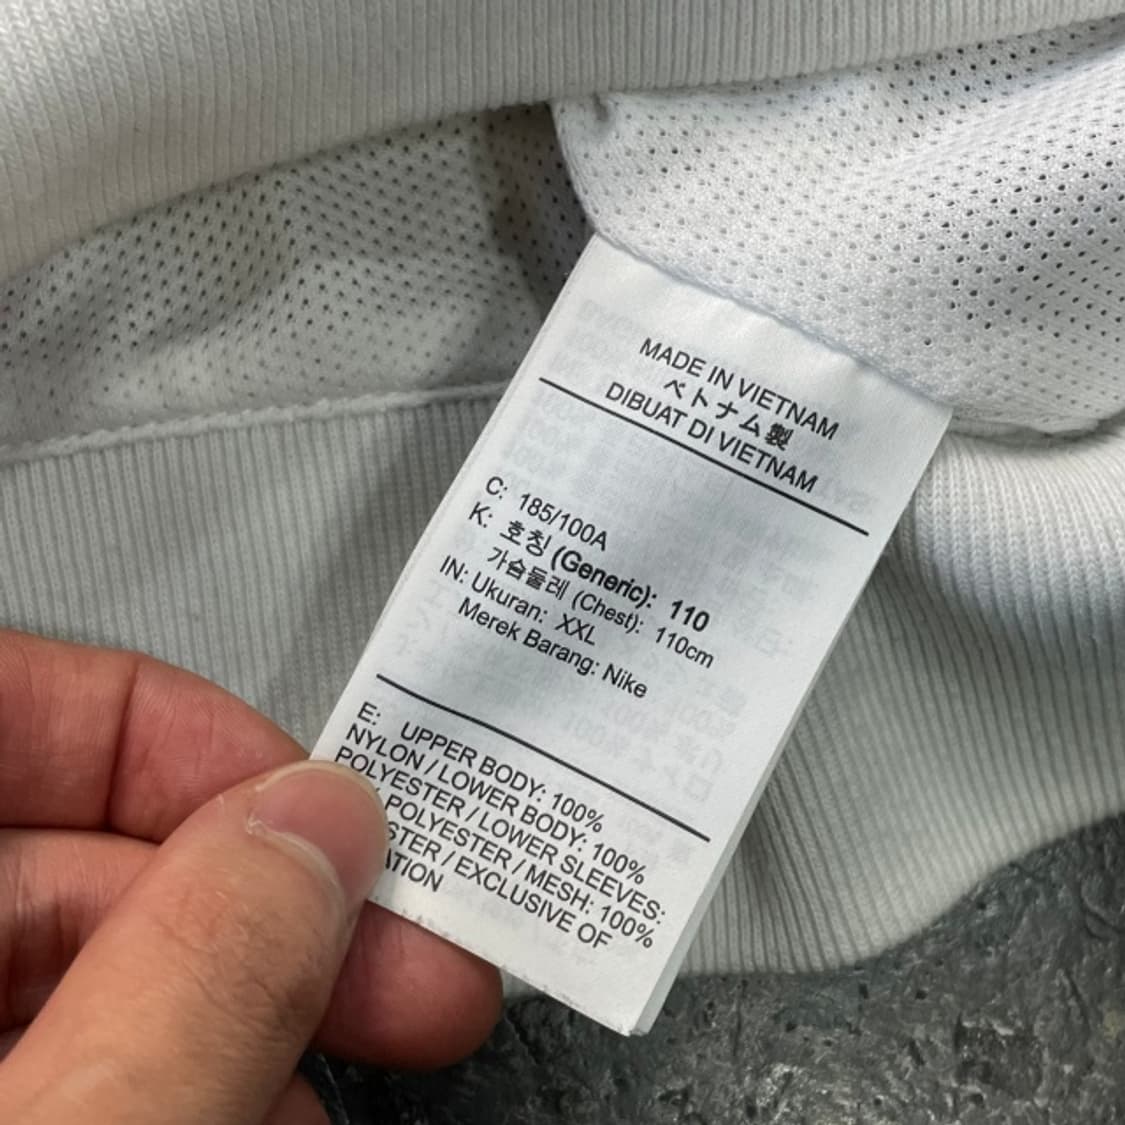 MADE IN VIETNAM
ベトナム製
DIBUAT DI VIETNAM
C: 185/100A
K: 호칭 (Generic): 110
가슴둘레 (Chest): 110cm
IN: Ukuran: XXL
Merek Barang: Nike
E: UPPER BODY: 100%
NYLON / LOWER BODY: 100%
POLYESTER / LOWER SLEEVES:
POLYESTER / MESH: 100%
/ EXCLUSIVE OF